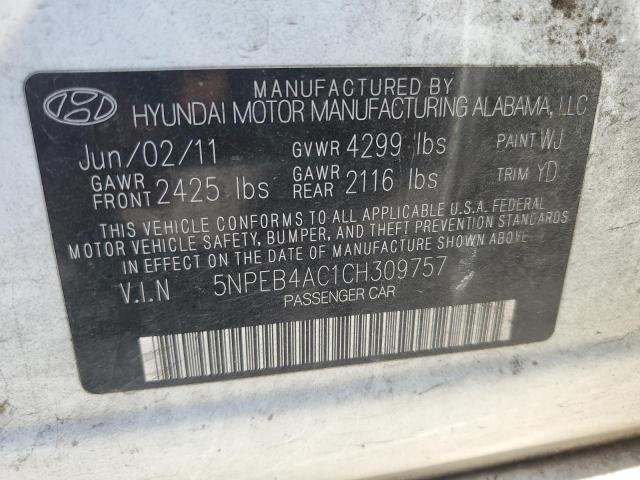 MANUFACTURED BY
HYUNDAI MOTOR MANUFACTURING ALABAMA, LLC
Jun/02/11 GVWR 4299 lbs PAINT WJ
GAWR FRONT 2425 lbs GAWR REAR 2116 lbs TRIM YD
THIS VEHICLE CONFORMS TO ALL APPLICABLE U.S.A. FEDERAL
MOTOR VEHICLE SAFETY, BUMPER, AND THEFT PREVENTION STANDARDS
IN EFFECT ON THE DATE OF MANUFACTURE SHOWN ABOVE.
V.I.N 5NPEB4AC1CH309757
PASSENGER CAR